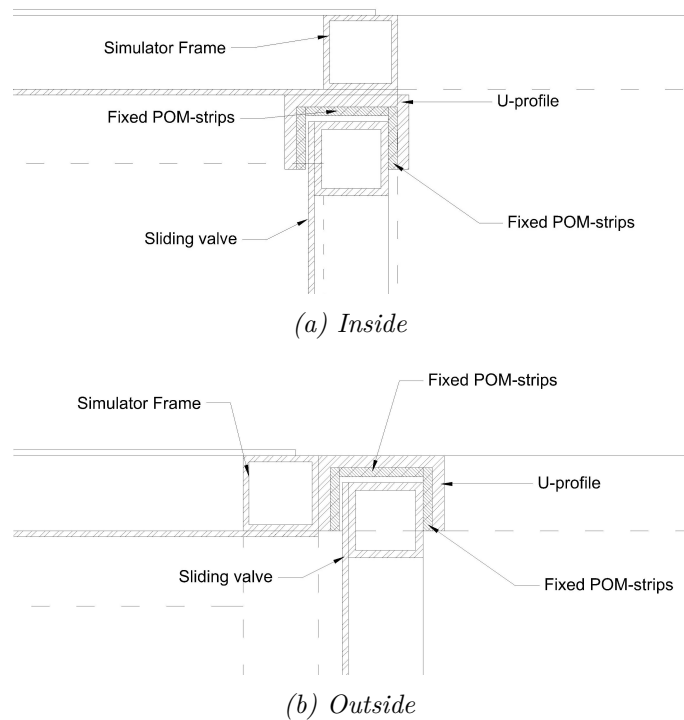 Simulator Frame
U-profile
Fixed POM-strips
Fixed POM-strips
Sliding valve
(a) Inside
Fixed POM-strips
Simulator Frame
U-profile
Sliding valve
Fixed POM-strips
(b) Outside